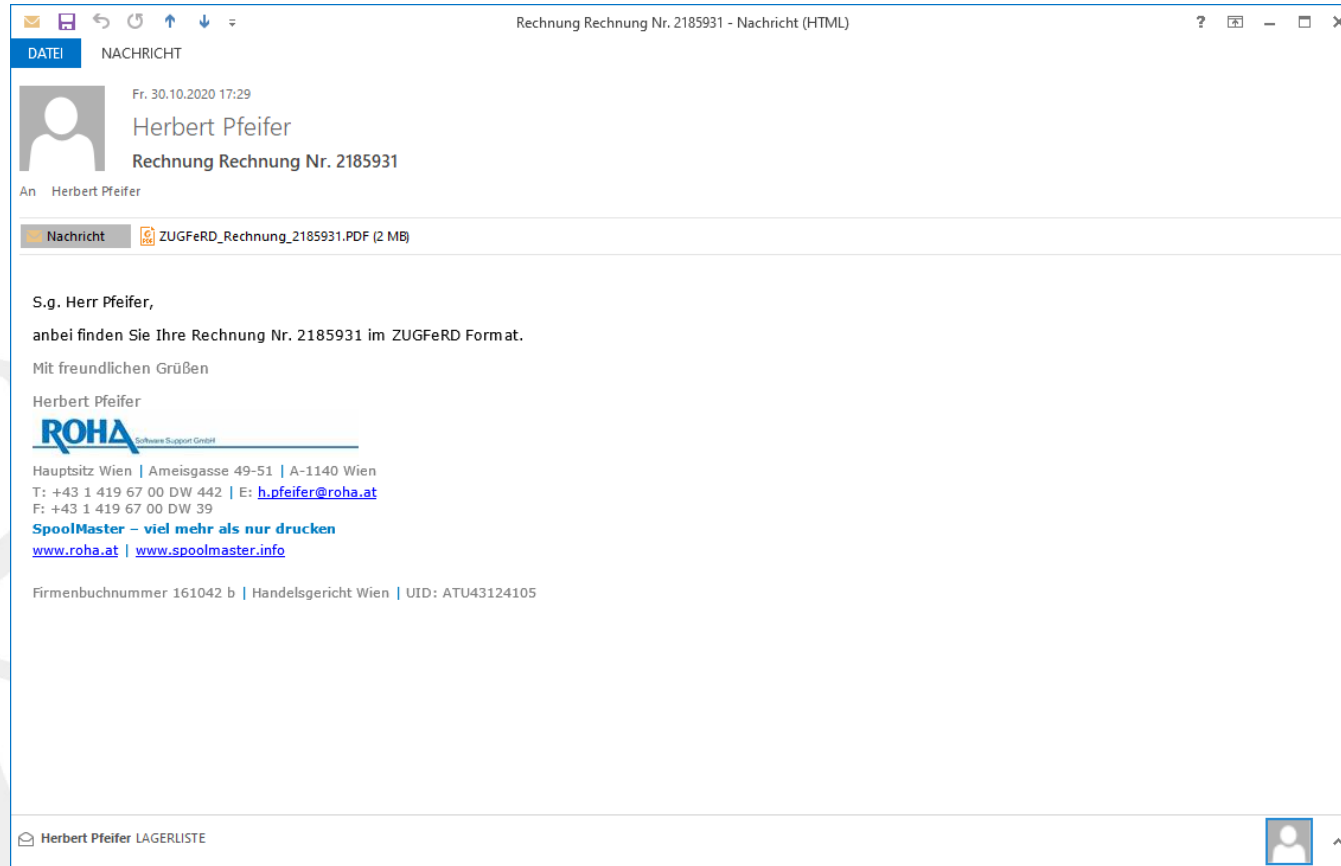 Rechnung Rechnung Nr. 2185931 - Nachricht (HTML)
?
DATEI NACHRICHT
Fr. 30.10.2020 17:29
Herbert Pfeifer
Rechnung Rechnung Nr. 2185931
An Herbert Pfeifer
Nachricht ZUGFeRD_Rechnung_2185931.PDF (2 MB)
S.g. Herr Pfeifer,
anbei finden Sie Ihre Rechnung Nr. 2185931 im ZUGFeRD Format.
Mit freundlichen Grüßen
Herbert Pfeifer
ROHA Software Support GmbH
Hauptsitz Wien | Ameisgasse 49-51 | A-1140 Wien
T: +43 1 419 67 00 DW 442 | E: h.pfeifer@roha.at
F: +43 1 419 67 00 DW 39
SpoolMaster – viel mehr als nur drucken
www.roha.at | www.spoolmaster.info
Firmenbuchnummer 161042 b | Handelsgericht Wien | UID: ATU43124105
Herbert Pfeifer LAGERLISTE